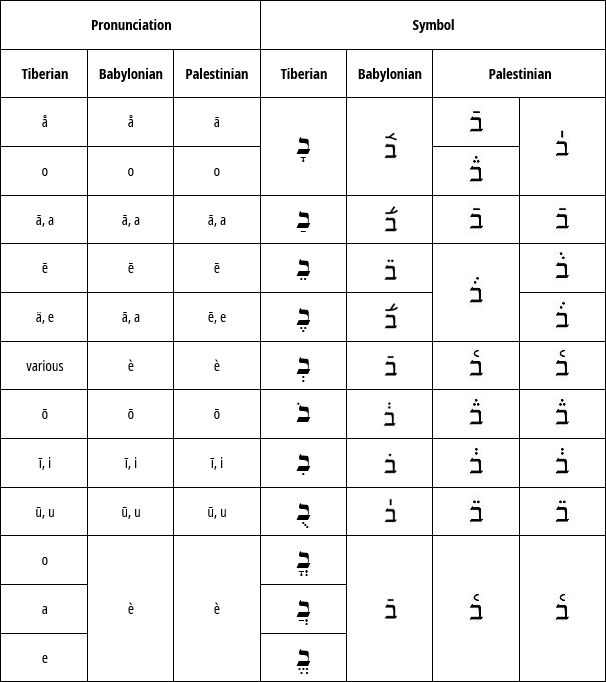 Pronunciation Symbol
Tiberian Babylonian Palestinian Tiberian Babylonian Palestinian
å å ā בָ ב̄ ב̍
o o o
ā, a ā, a ā, a בַ ב̄ ב̄
ē ē ē בֵ ב̈
ä, e ā, a ē, e בֶ
various è è בְ ב̄
ō ō ō בֹ
ī, i ī, i ī, i בִ ב̇
ū, u ū, u ū, u בֻ ב̍ ב̈ ב̈
o è è בֳ ב̄
a בֲ
e בֱ